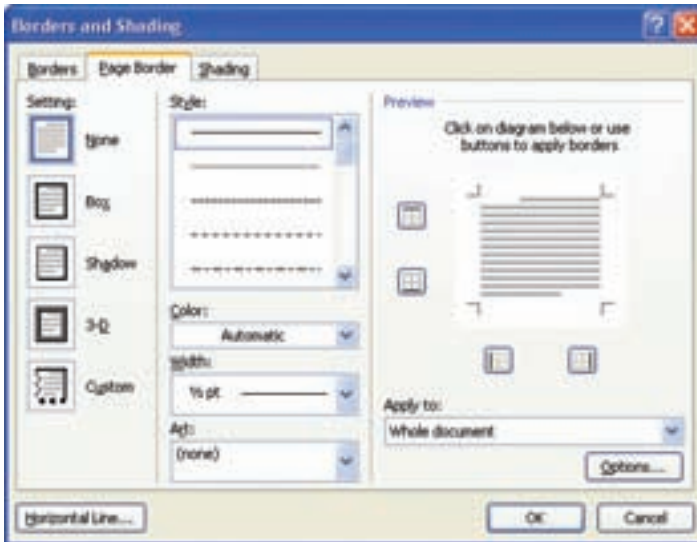 Borders and Shading
?
Borders Page Border Shading
Setting:
None
Box
Shadow
3-D
Custom
Style:
Color:
Automatic
Width:
½ pt
Art:
(none)
Preview
Click on diagram below or use
buttons to apply borders
Apply to:
Whole document
Options...
Horizontal Line...
OK Cancel